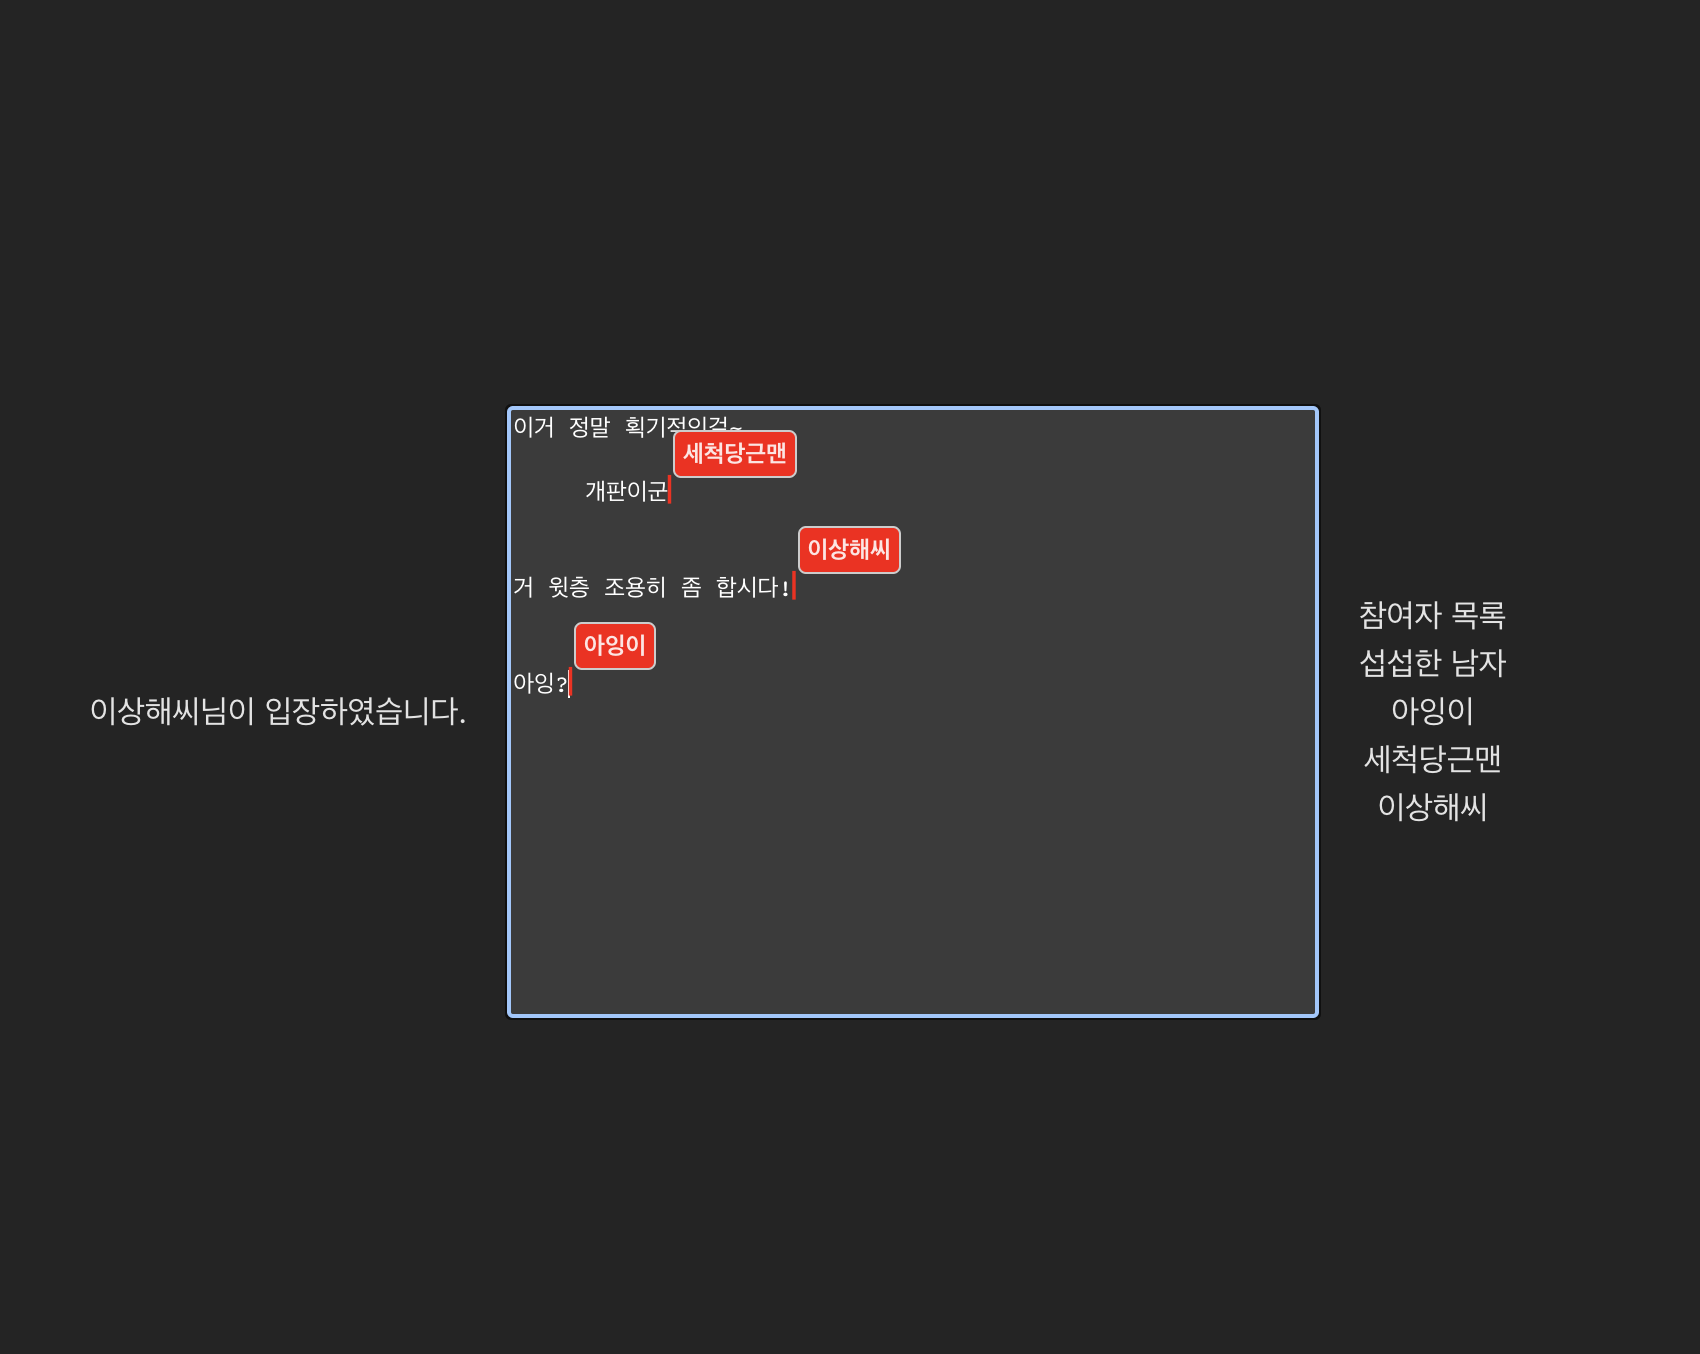 이상해씨님이 입장하였습니다.
이거 정말 획기적인걸~
세척당근맨
개판이군
이상해씨
거 윗층 조용히 좀 합시다!
아잉이
아잉?
참여자 목록
섭섭한 남자
아잉이
세척당근맨
이상해씨